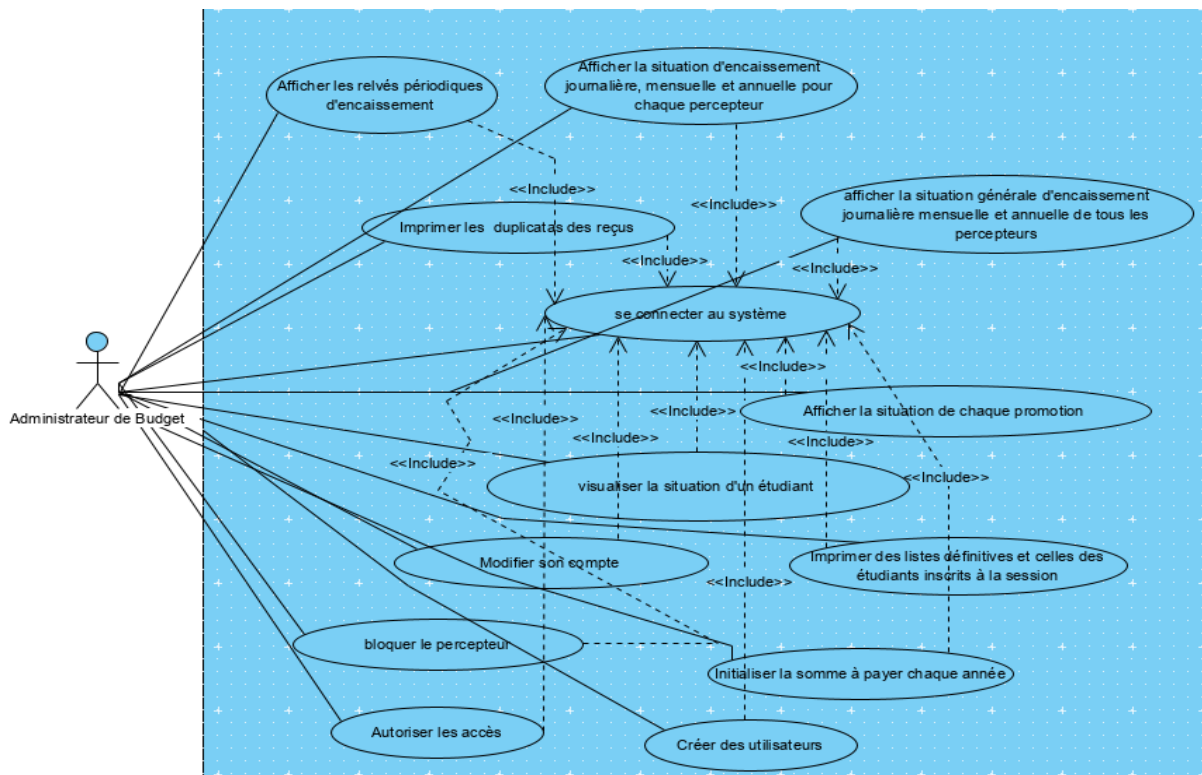 Afficher les relvés périodiques
d'encaissement
Afficher la situation d'encaissement
journalière, mensuelle et annuelle pour
chaque percepteur
<<Include>>
<<Include>>
afficher la situation générale d'encaissement
journalière mensuelle et annuelle de tous les
percepteurs
Imprimer les duplicatas des reçus
<<Include>>
<<Include>>
se connecter au système
<<Include>>
Administrateur de Budget
Afficher la situation de chaque promotion
<<Include>>
<<Include>>
<<Include>>
<<Include>>
<<Include>>
<<Include>>
visualiser la situation d'un étudiant
Modifier son compte
Imprimer des listes définitives et celles des
étudiants inscrits à la session
<<Include>>
bloquer le percepteur
Initialiser la somme à payer chaque année
Autoriser les accès
Créer des utilisateurs